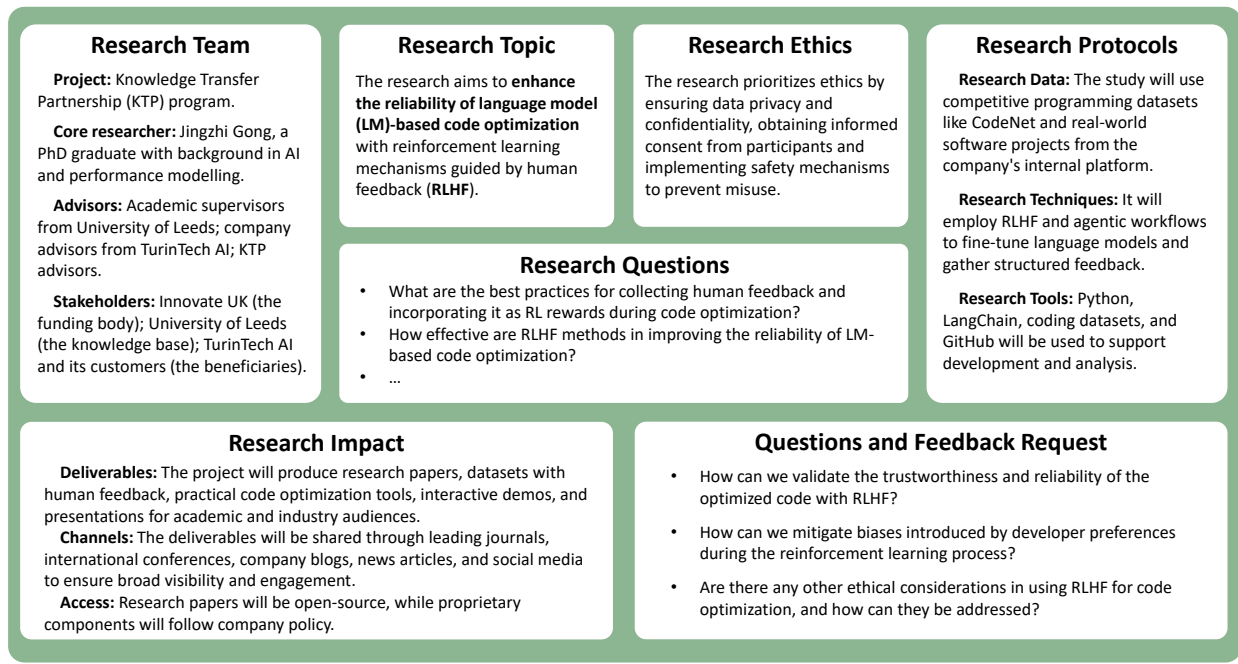 Research Team
Project: Knowledge Transfer
Partnership (KTP) program.
Core researcher: Jingzhi Gong, a
PhD graduate with background in AI
and performance modelling.
Advisors: Academic supervisors
from University of Leeds; company
advisors from TurinTech AI; KTP
advisors.
Stakeholders: Innovate UK (the
funding body); University of Leeds
(the knowledge base); TurinTech AI
and its customers (the beneficiaries).
Research Topic
The research aims to enhance
the reliability of language model
(LM)-based code optimization
with reinforcement learning
mechanisms guided by human
feedback (RLHF).
Research Ethics
The research prioritizes ethics by
ensuring data privacy and
confidentiality, obtaining informed
consent from participants and
implementing safety mechanisms
to prevent misuse.
Research Questions
• What are the best practices for collecting human feedback and
incorporating it as RL rewards during code optimization?
• How effective are RLHF methods in improving the reliability of LM-
based code optimization?
• ...
Research Protocols
Research Data: The study will use
competitive programming datasets
like CodeNet and real-world
software projects from the
company's internal platform.
Research Techniques: It will
employ RLHF and agentic workflows
to fine-tune language models and
gather structured feedback.
Research Tools: Python,
LangChain, coding datasets, and
GitHub will be used to support
development and analysis.
Research Impact
Deliverables: The project will produce research papers, datasets with
human feedback, practical code optimization tools, interactive demos, and
presentations for academic and industry audiences.
Channels: The deliverables will be shared through leading journals,
international conferences, company blogs, news articles, and social media
to ensure broad visibility and engagement.
Access: Research papers will be open-source, while proprietary
components will follow company policy.
Questions and Feedback Request
• How can we validate the trustworthiness and reliability of the
optimized code with RLHF?
• How can we mitigate biases introduced by developer preferences
during the reinforcement learning process?
• Are there any other ethical considerations in using RLHF for code
optimization, and how can they be addressed?